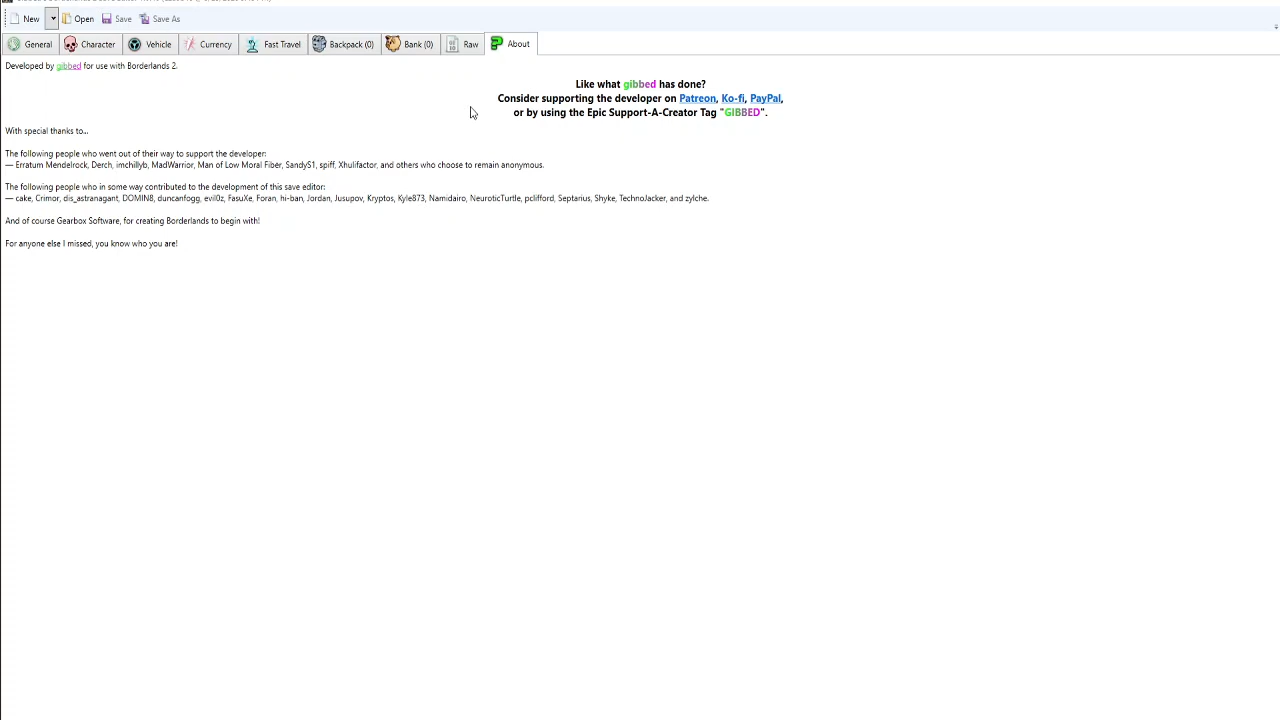 New Open Save Save As
General Character Vehicle Currency Fast Travel Backpack (0) Bank (0) Raw About
Developed by gibbed for use with Borderlands 2.
Like what gibbed has done?
Consider supporting the developer on Patreon, Ko-fi, PayPal,
or by using the Epic Support-A-Creator Tag "GIBBED".
With special thanks to...
The following people who went out of their way to support the developer:
— Erratum Mendelrock, Derch, imchillyb, MadWarrior, Man of Low Moral Fiber, SandyS1, spiff, Xhulifactor, and others who choose to remain anonymous.
The following people who in some way contributed to the development of this save editor:
— cake, Crimor, dis_astranagant, DOMIN8, duncanfogg, evil0z, FasuXe, Foran, hi-ban, Jordan, Jusupov, Kryptos, Kyle873, Namidairo, NeuroticTurtle, pclifford, Septarius, Shyke, TechnoJacker, and zylche.
And of course Gearbox Software, for creating Borderlands to begin with!
For anyone else I missed, you know who you are!